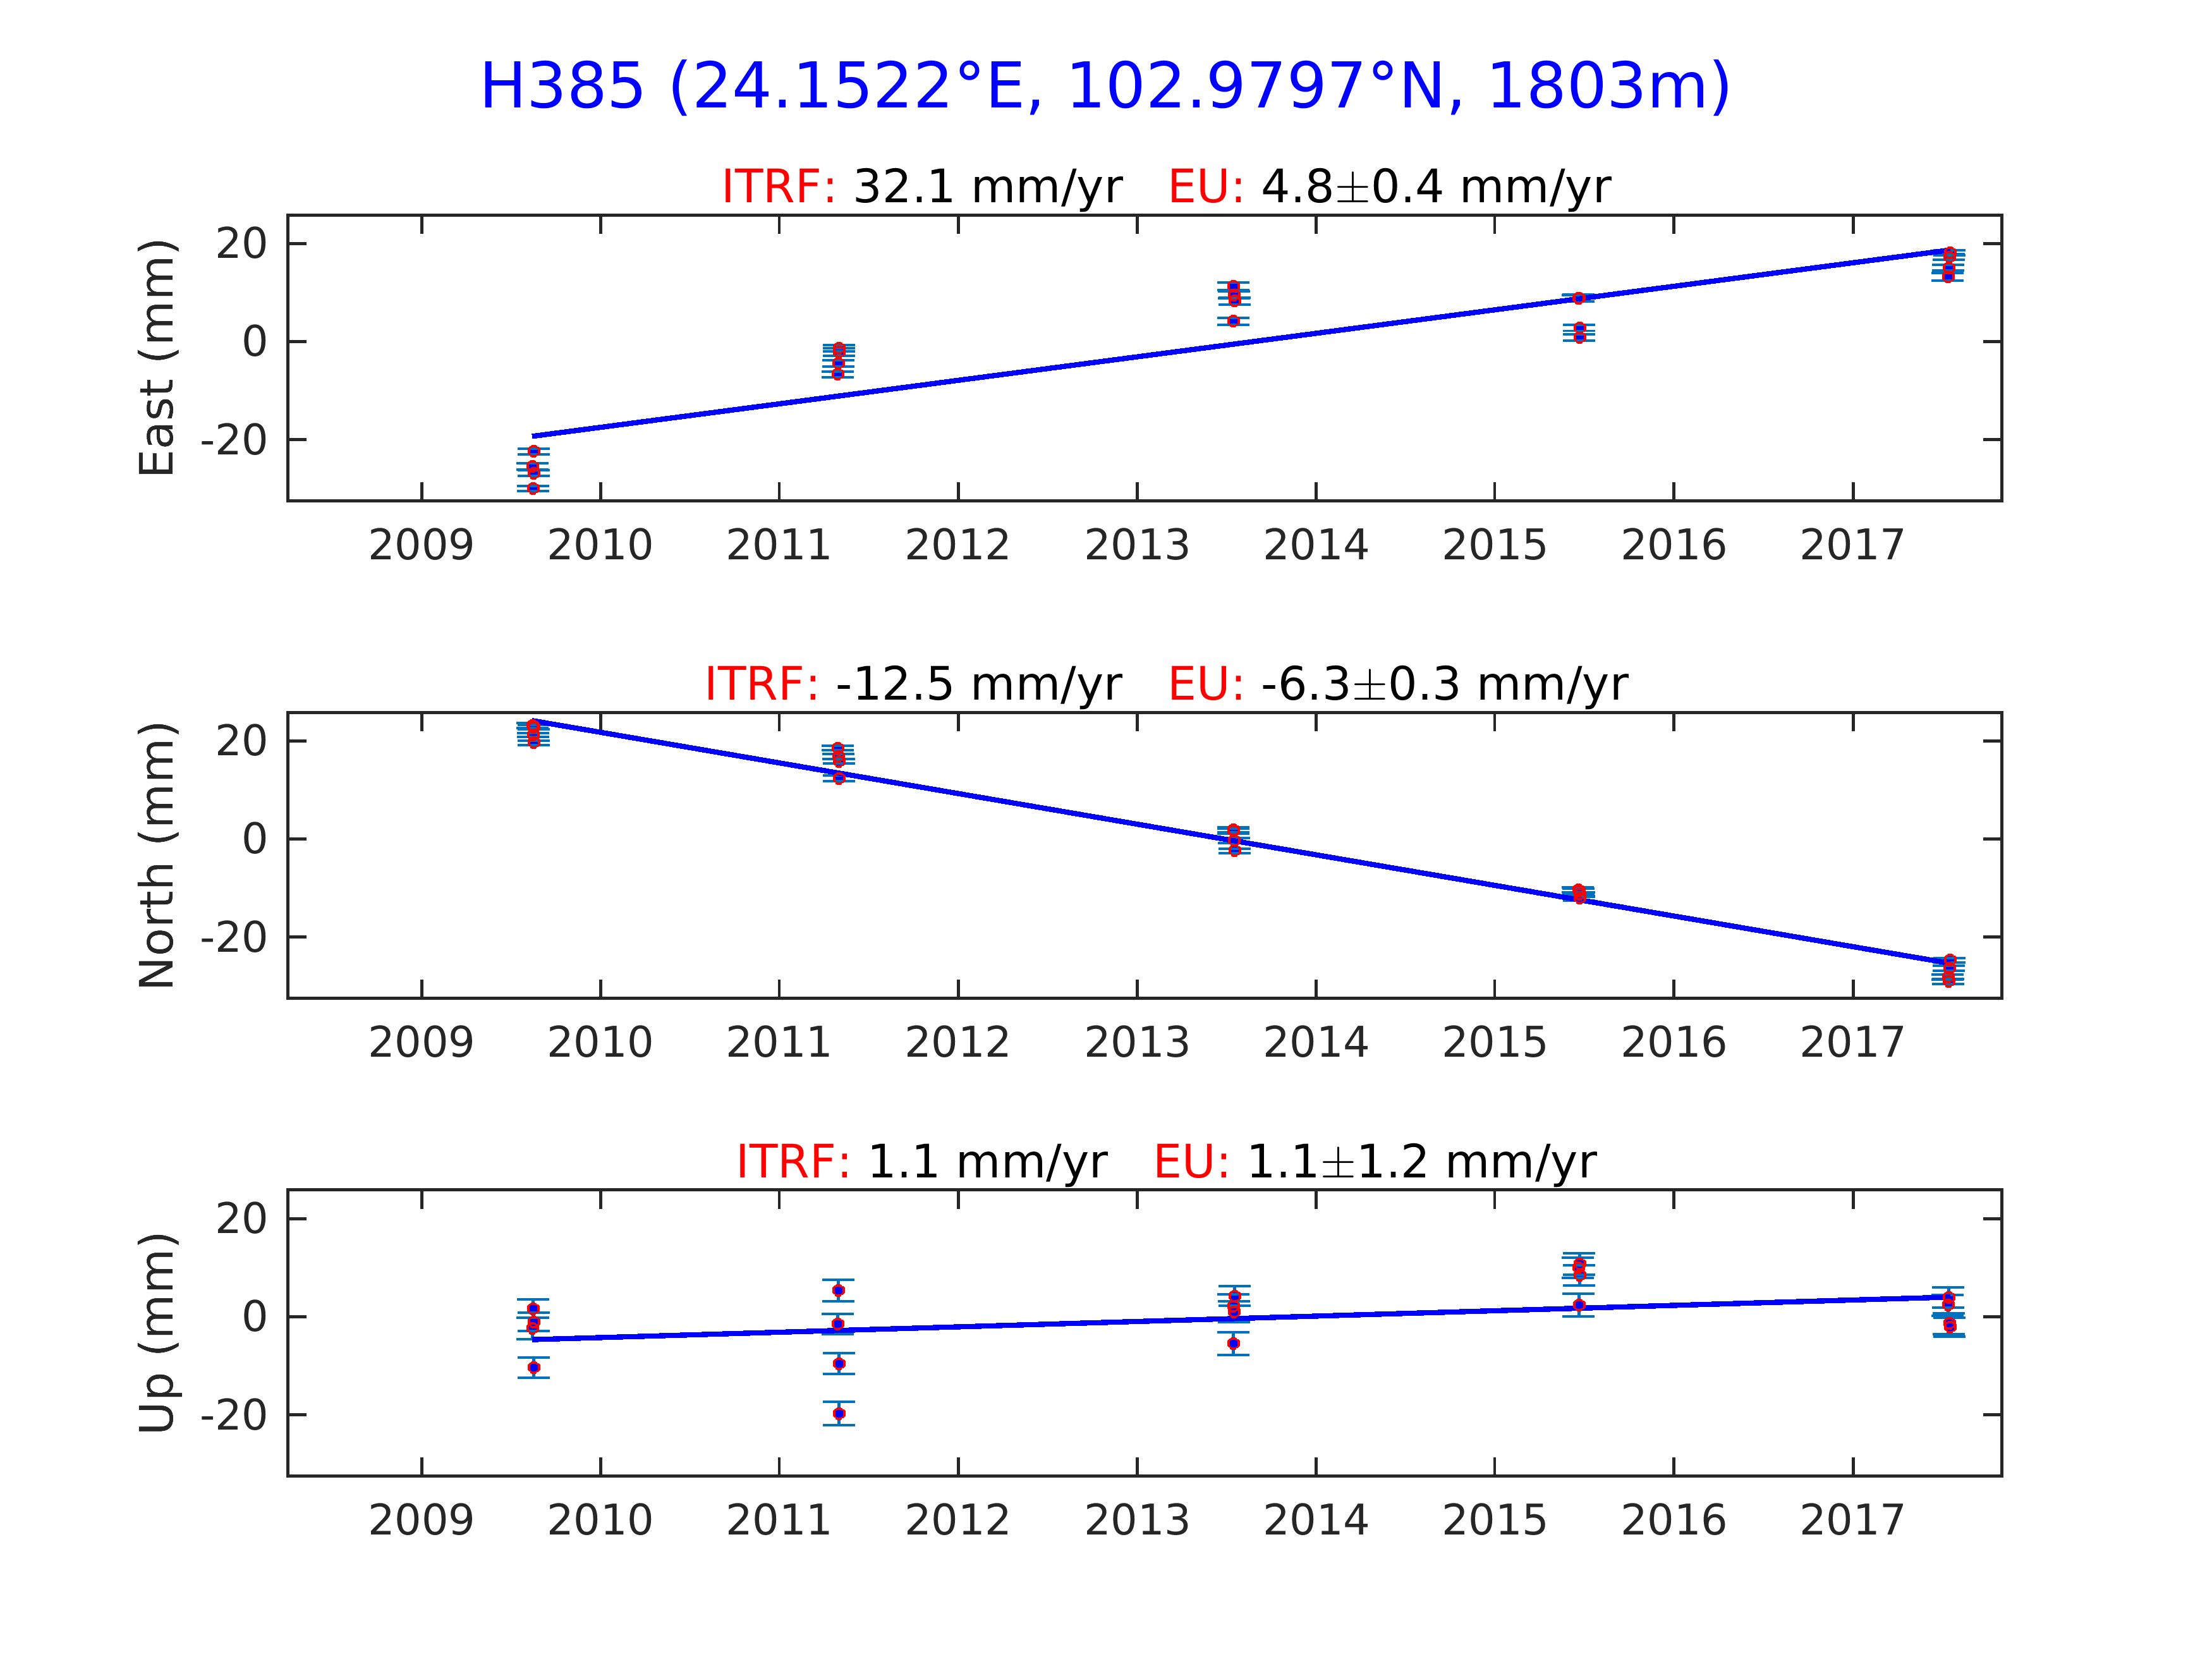 H385 (24.1522°E, 102.9797°N, 1803m)
ITRF: 32.1 mm/yr EU: 4.8±0.4 mm/yr
East (mm)
20
0
-20
2009 2010 2011 2012 2013 2014 2015 2016 2017
ITRF: -12.5 mm/yr EU: -6.3±0.3 mm/yr
North (mm)
20
0
-20
2009 2010 2011 2012 2013 2014 2015 2016 2017
ITRF: 1.1 mm/yr EU: 1.1±1.2 mm/yr
Up (mm)
20
0
-20
2009 2010 2011 2012 2013 2014 2015 2016 2017